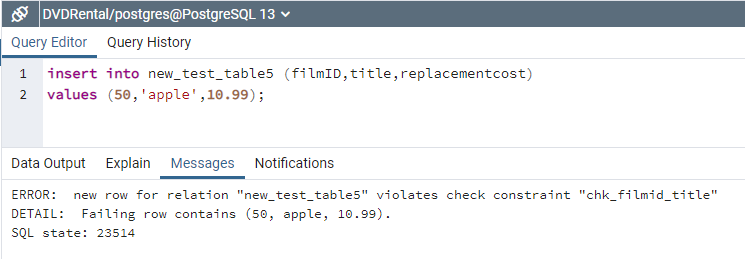 DVDRental/postgres@PostgreSQL 13
Query Editor Query History
1 insert into new_test_table5 (filmID,title,replacementcost)
2 values (50,'apple',10.99);
Data Output Explain Messages Notifications
ERROR:  new row for relation "new_test_table5" violates check constraint "chk_filmid_title"
DETAIL:  Failing row contains (50, apple, 10.99).
SQL state: 23514